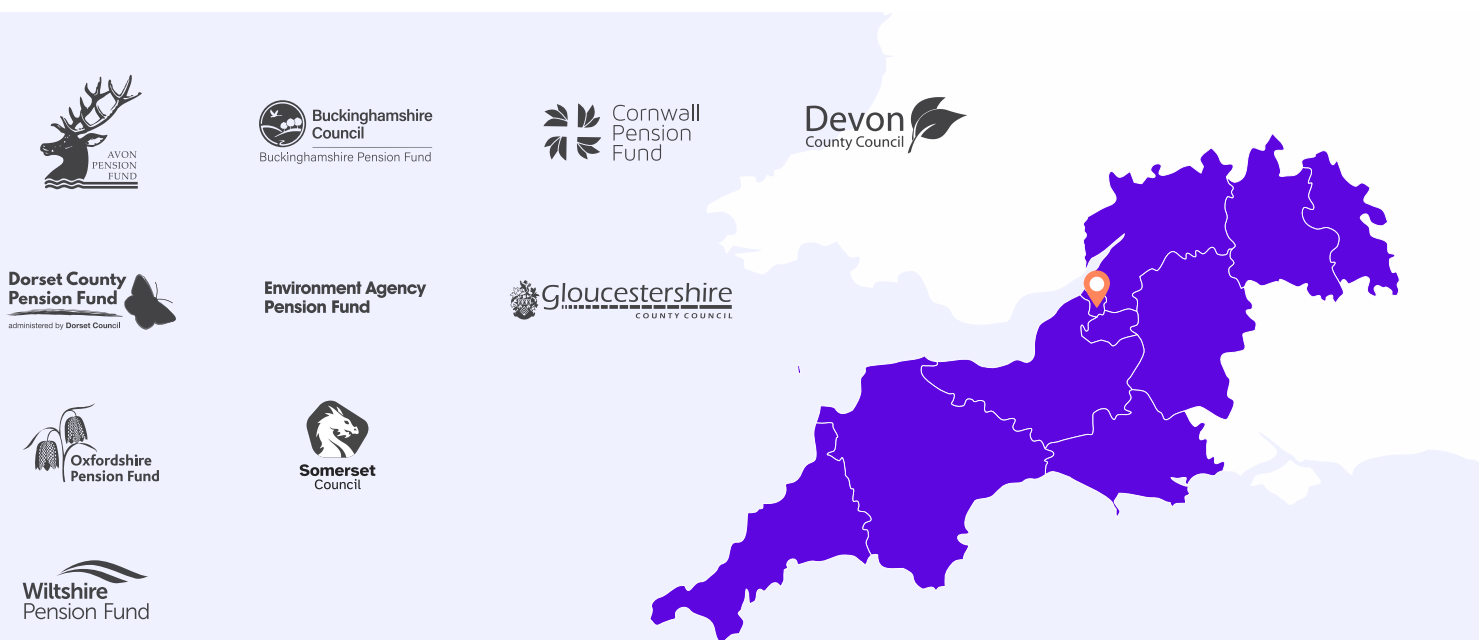 AVON
PENSION
FUND
Buckinghamshire
Council
Buckinghamshire Pension Fund
Cornwall
Pension
Fund
Devon
County Council
Dorset County
Pension Fund
administered by Dorset Council
Environment Agency
Pension Fund
Gloucestershire
COUNTY COUNCIL
Oxfordshire
Pension Fund
Somerset
Council
Wiltshire
Pension Fund